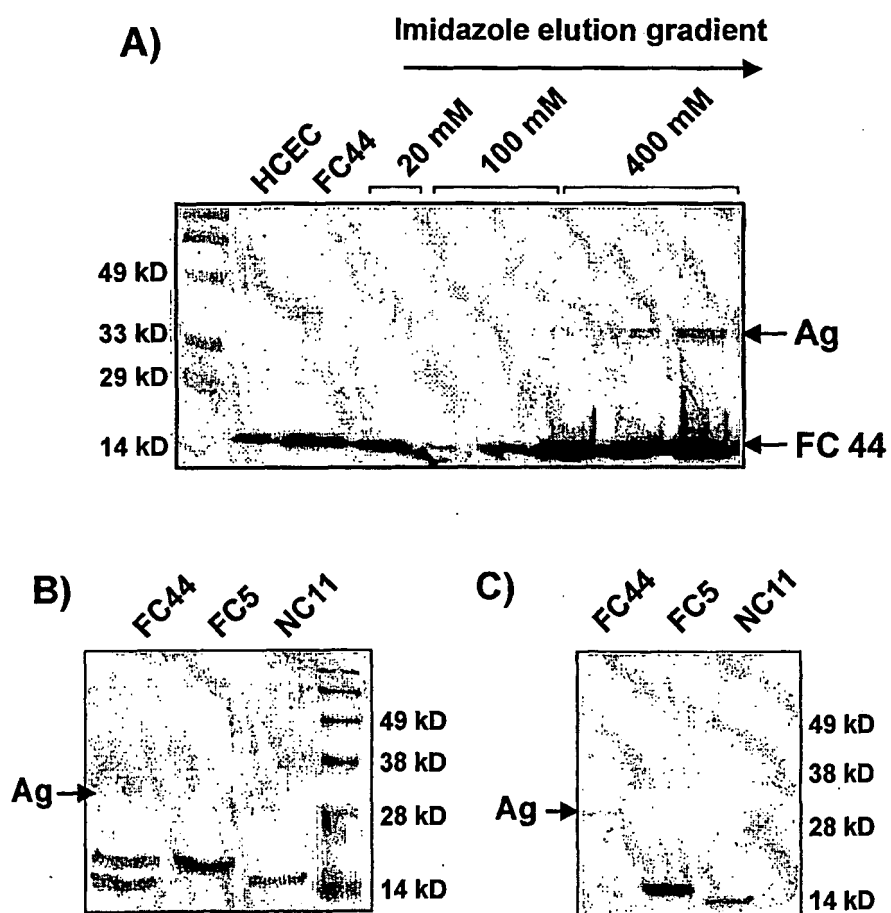 A)
Imidazole elution gradient
HCEC
FC44
20 mM
100 mM
400 mM
49 kD
33 kD
29 kD
14 kD
Ag
FC 44
B)
FC44
FC5
NC11
Ag
49 kD
38 kD
28 kD
14 kD
C)
FC44
FC5
NC11
Ag
49 kD
38 kD
28 kD
14 kD